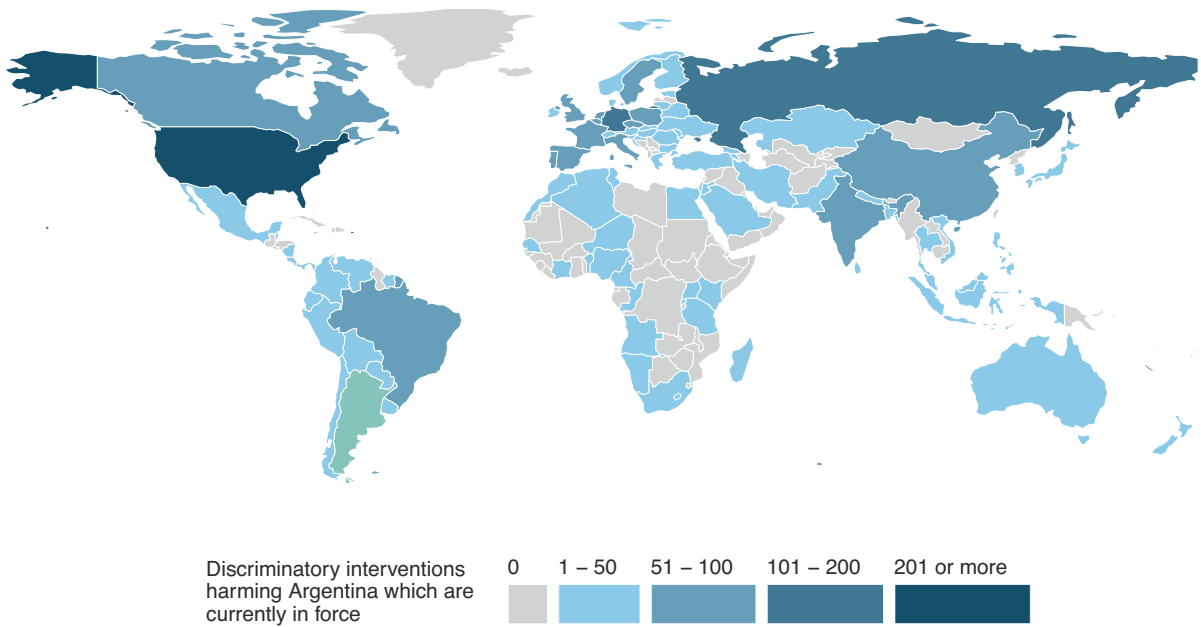 Discriminatory interventions
harming Argentina which are
currently in force
0 1 – 50 51 – 100 101 – 200 201 or more